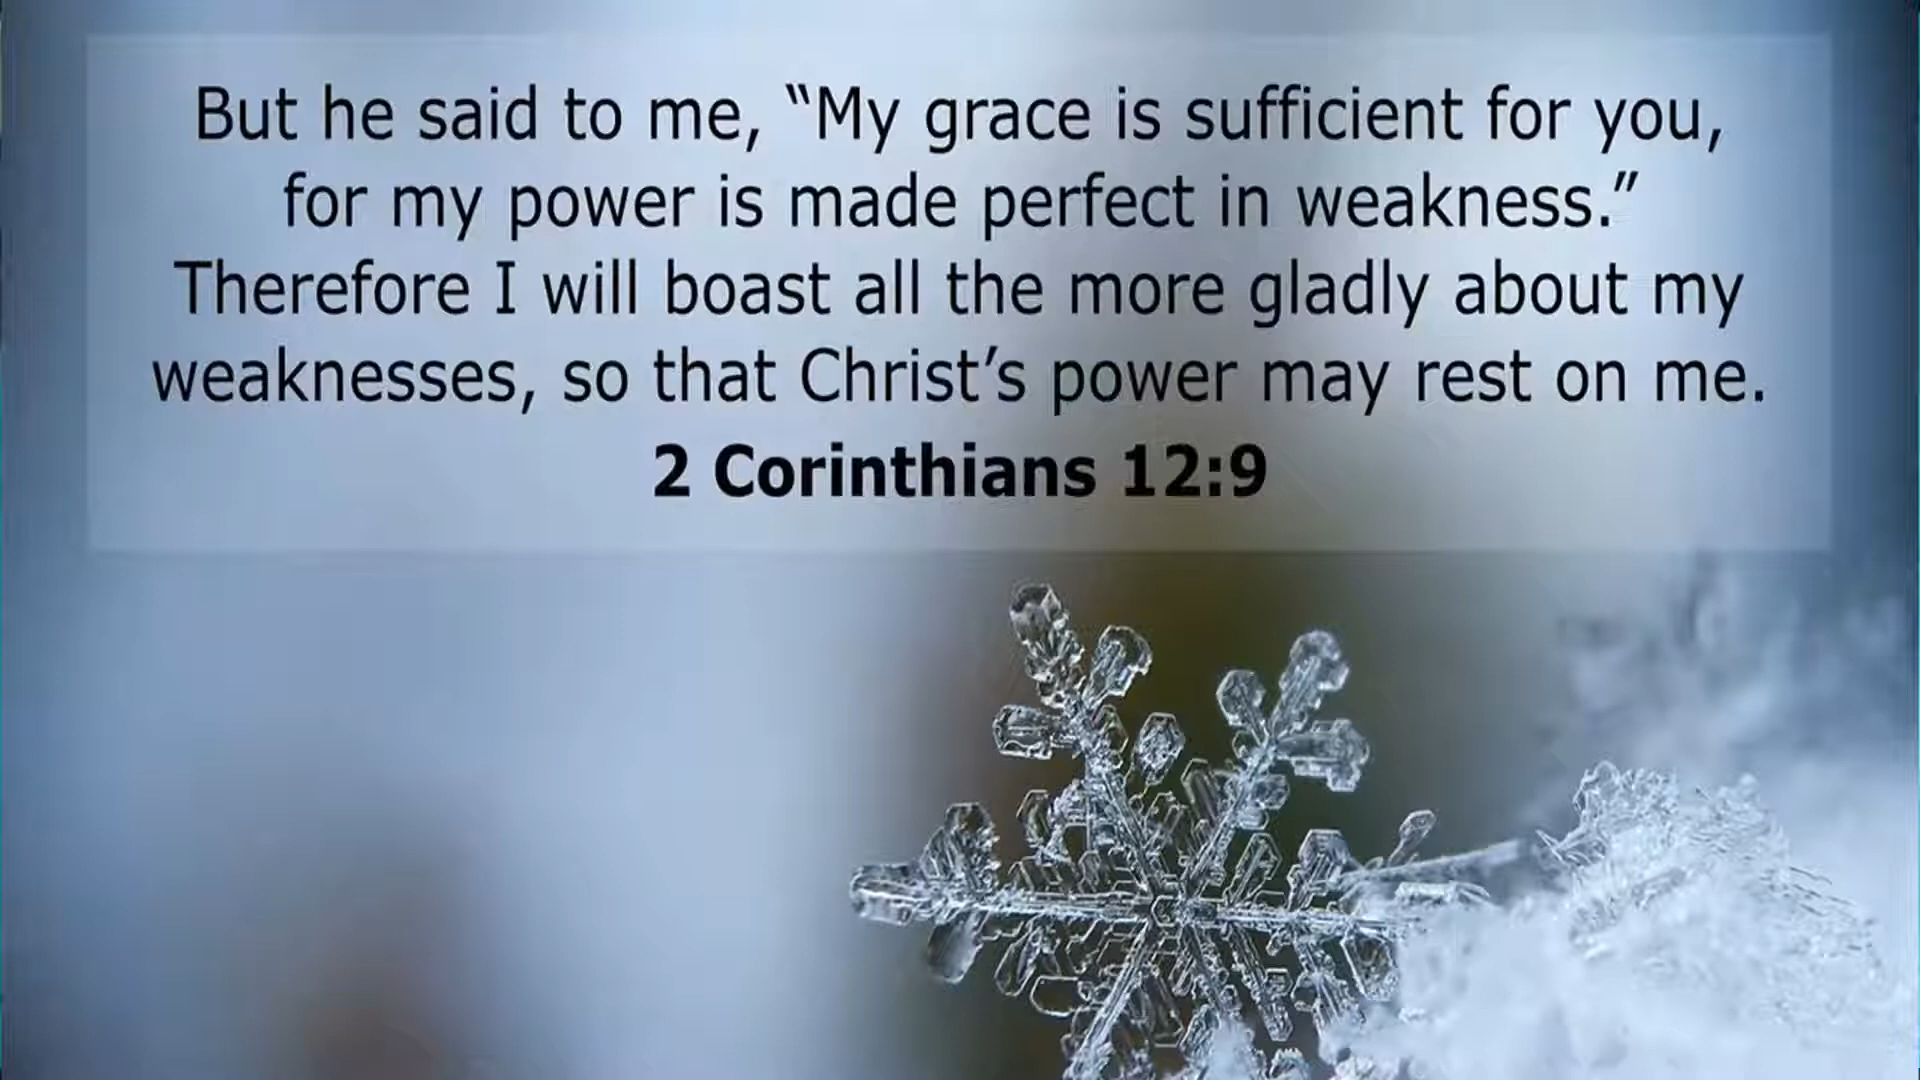 But he said to me, “My grace is sufficient for you,
for my power is made perfect in weakness.”
Therefore I will boast all the more gladly about my
weaknesses, so that Christ’s power may rest on me.
2 Corinthians 12:9